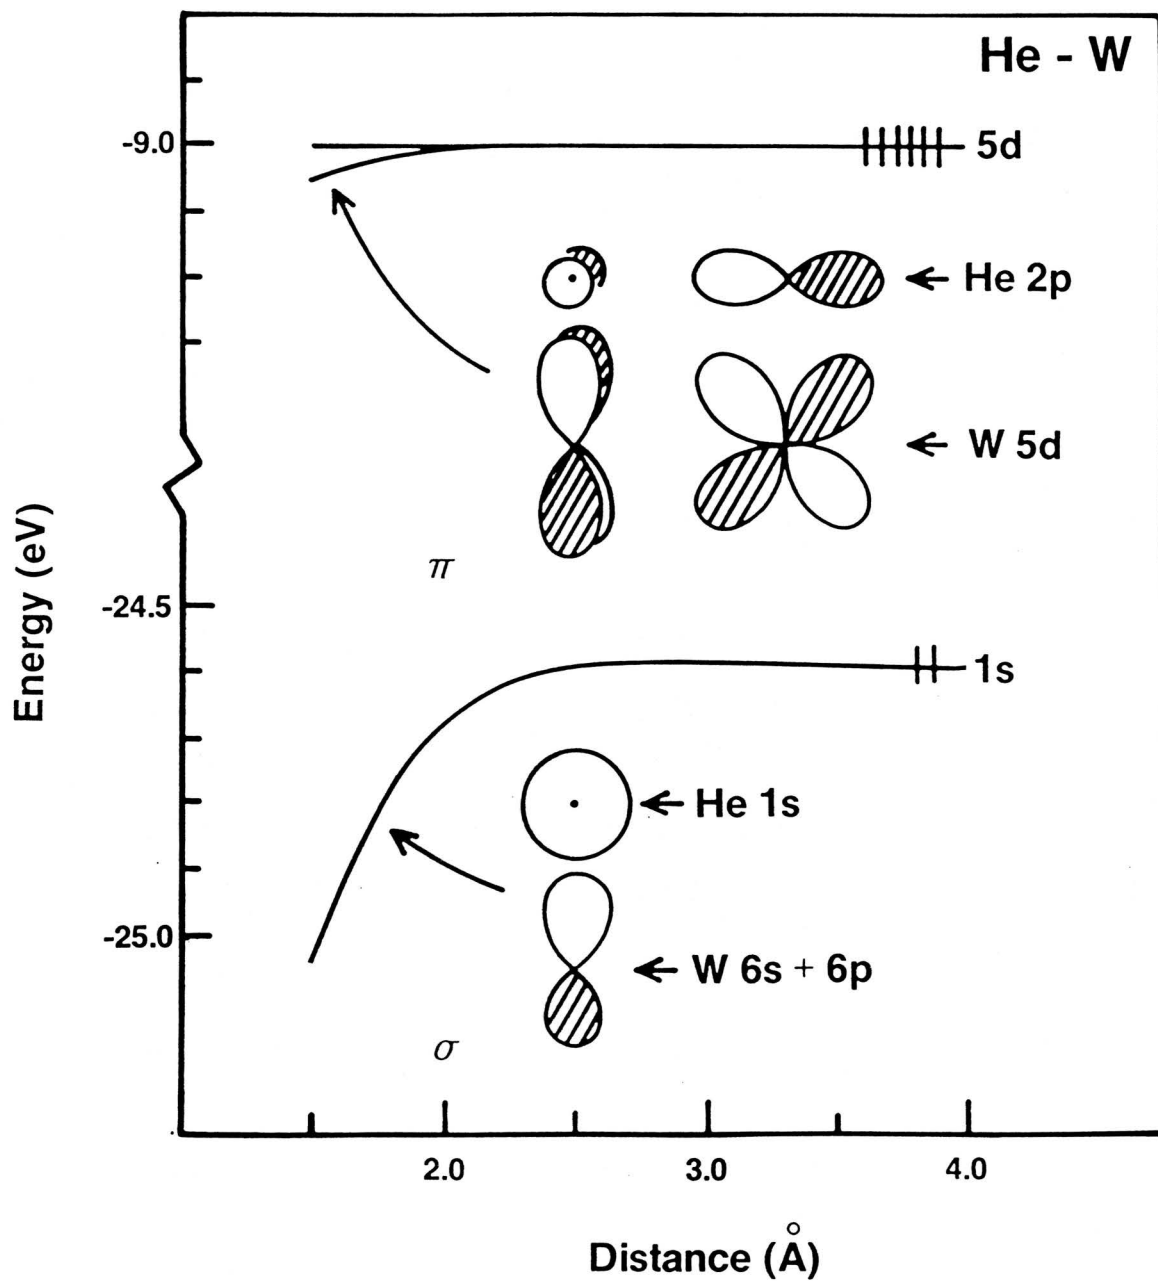 He - W
-9.0
5d
He 2p
W 5d
π
Energy (eV)
-24.5
1s
He 1s
-25.0
W 6s + 6p
σ
2.0 3.0 4.0
Distance (Å)